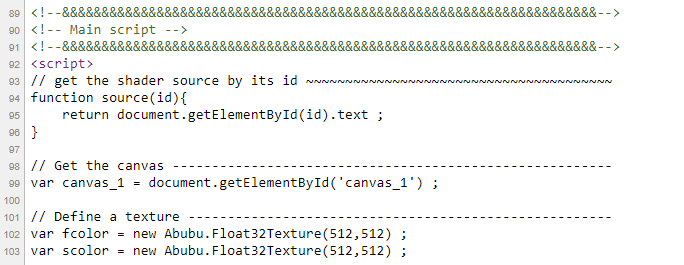 89 <!--&&&&&&&&&&&&&&&&&&&&&&&&&&&&&&&&&&&&&&&&&&&&&&&&&&&&&&&&&&&&&&&&&&&&-->
90 <!-- Main script -->
91 <!--&&&&&&&&&&&&&&&&&&&&&&&&&&&&&&&&&&&&&&&&&&&&&&&&&&&&&&&&&&&&&&&&&&&&-->
92 <script>
93 // get the shader source by its id ~~~~~~~~~~~~~~~~~~~~~~~~~~~~~~~~~~~~~~~
94 function source(id){
95     return document.getElementById(id).text ;
96 }
97
98 // Get the canvas --------------------------------------------------------
99 var canvas_1 = document.getElementById('canvas_1') ;
100
101 // Define a texture ------------------------------------------------------
102 var fcolor = new Abubu.Float32Texture(512,512) ;
103 var scolor = new Abubu.Float32Texture(512,512) ;